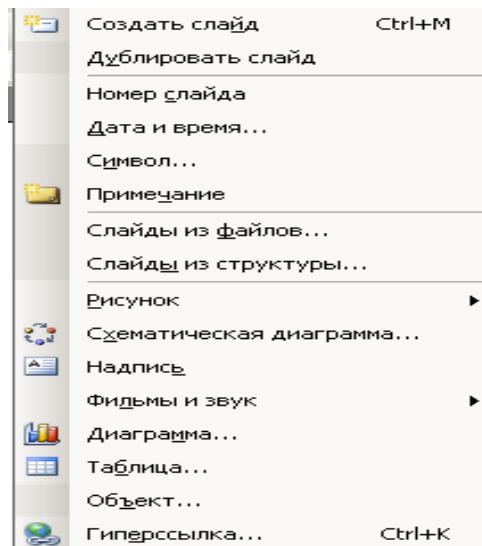 Создать слайд Ctrl+M
Дублировать слайд
Номер слайда
Дата и время...
Символ...
Примечание
Слайды из файлов...
Слайды из структуры...
Рисунок
Схематическая диаграмма...
Надпись
Фильмы и звук
Диаграмма...
Таблица...
Объект...
Гиперссылка... Ctrl+K